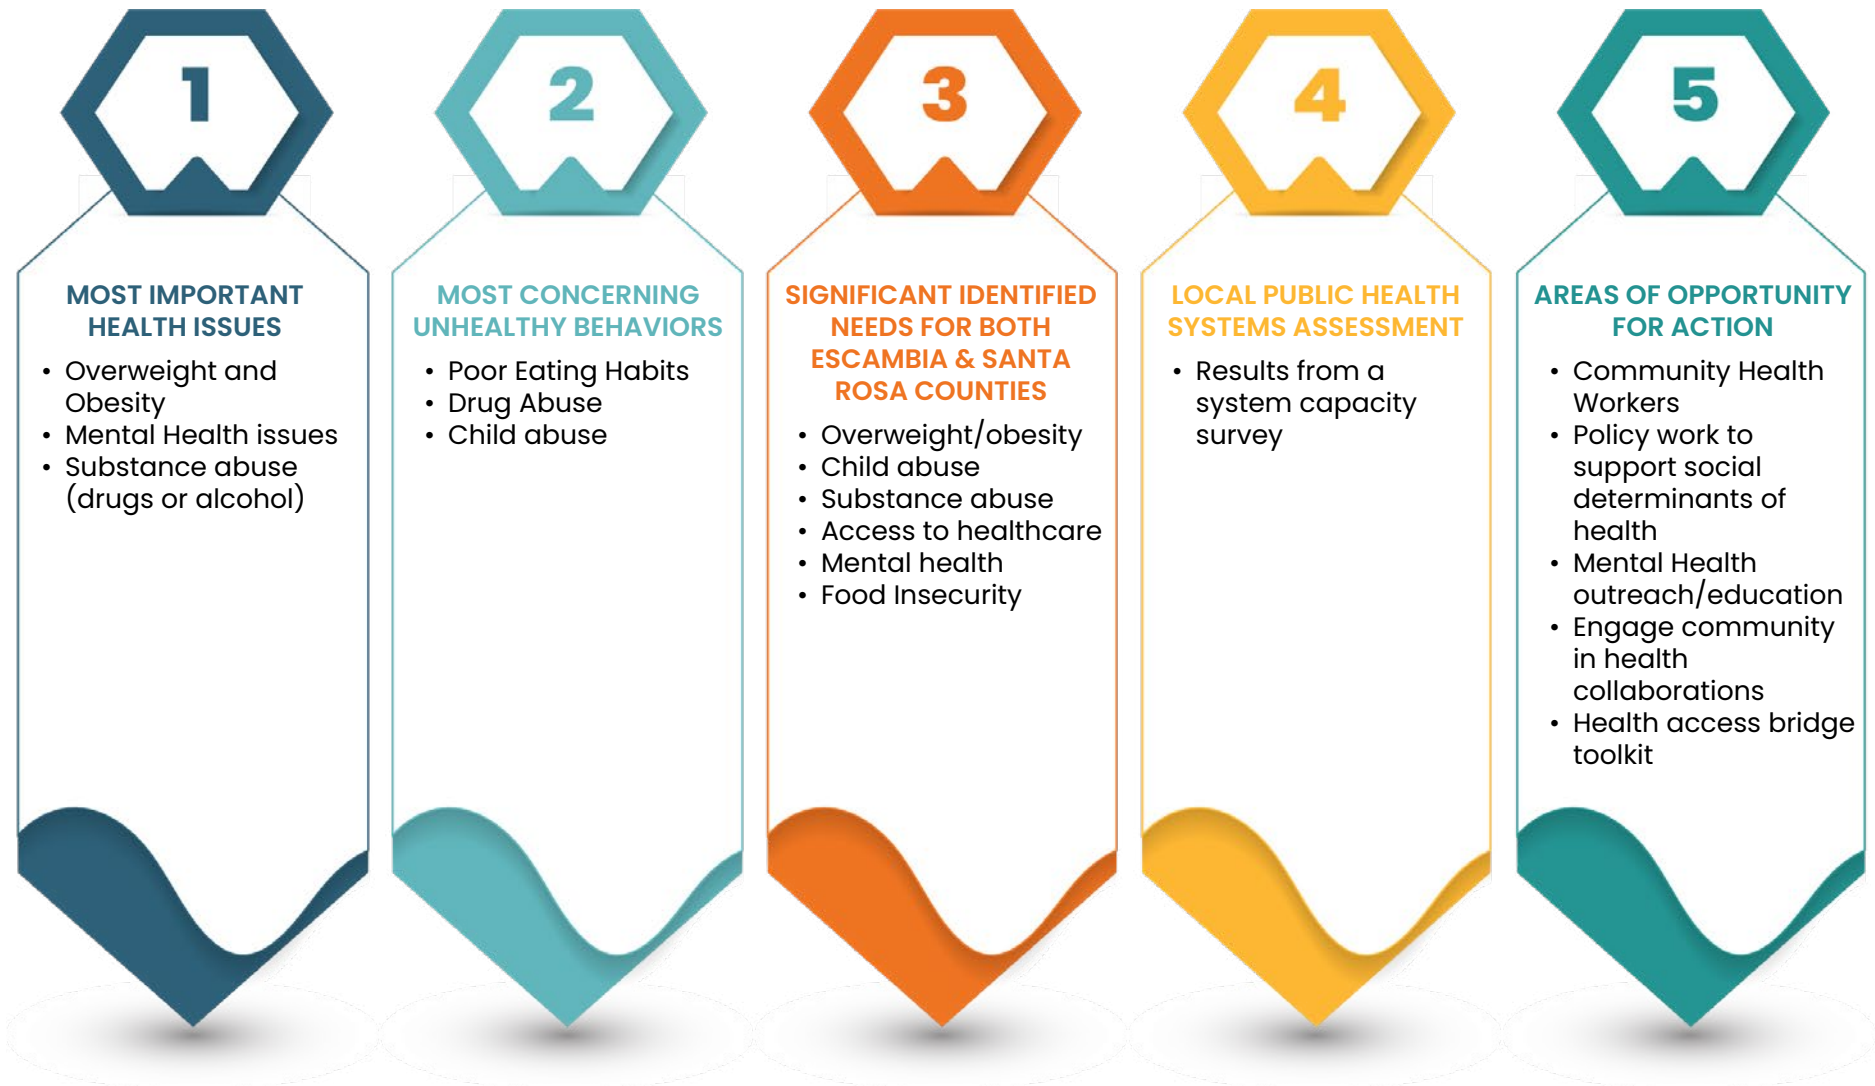 1
MOST IMPORTANT
HEALTH ISSUES
• Overweight and
Obesity
• Mental Health issues
• Substance abuse
(drugs or alcohol)
2
MOST CONCERNING
UNHEALTHY BEHAVIORS
• Poor Eating Habits
• Drug Abuse
• Child abuse
3
SIGNIFICANT IDENTIFIED
NEEDS FOR BOTH
ESCAMBIA & SANTA
ROSA COUNTIES
• Overweight/obesity
• Child abuse
• Substance abuse
• Access to healthcare
• Mental health
• Food Insecurity
4
LOCAL PUBLIC HEALTH
SYSTEMS ASSESSMENT
• Results from a
system capacity
survey
5
AREAS OF OPPORTUNITY
FOR ACTION
• Community Health
Workers
• Policy work to
support social
determinants of
health
• Mental Health
outreach/education
• Engage community
in health
collaborations
• Health access bridge
toolkit